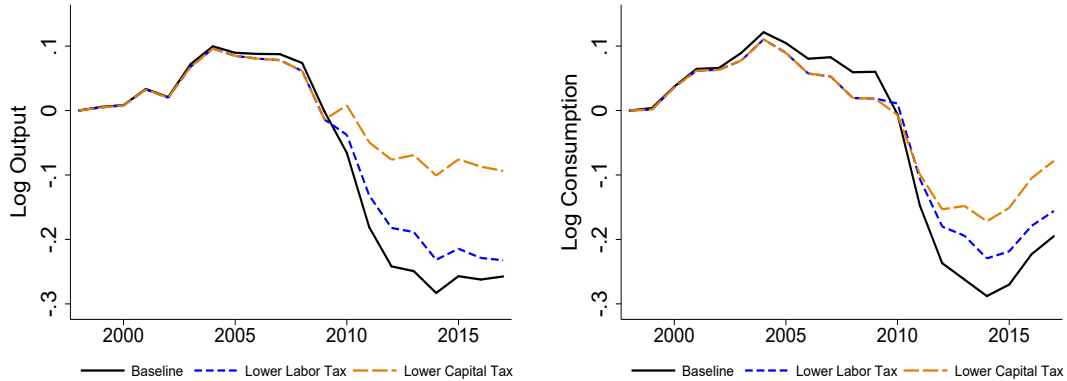 Log Output
.1
0
-.1
-.2
-.3
2000 2005 2010 2015
Baseline Lower Labor Tax Lower Capital Tax
Log Consumption
.1
0
-.1
-.2
-.3
2000 2005 2010 2015
Baseline Lower Labor Tax Lower Capital Tax